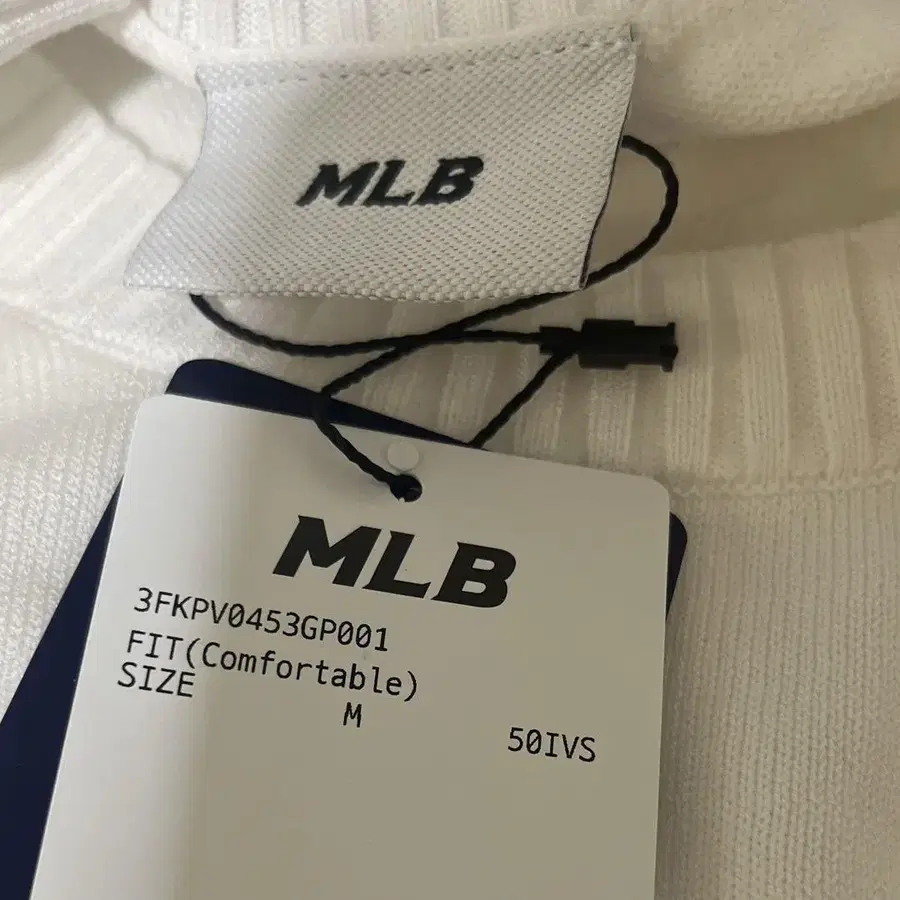 MLB
MLB
3FKPV0453GP001
FIT(Comfortable)
SIZE
M
50IVS